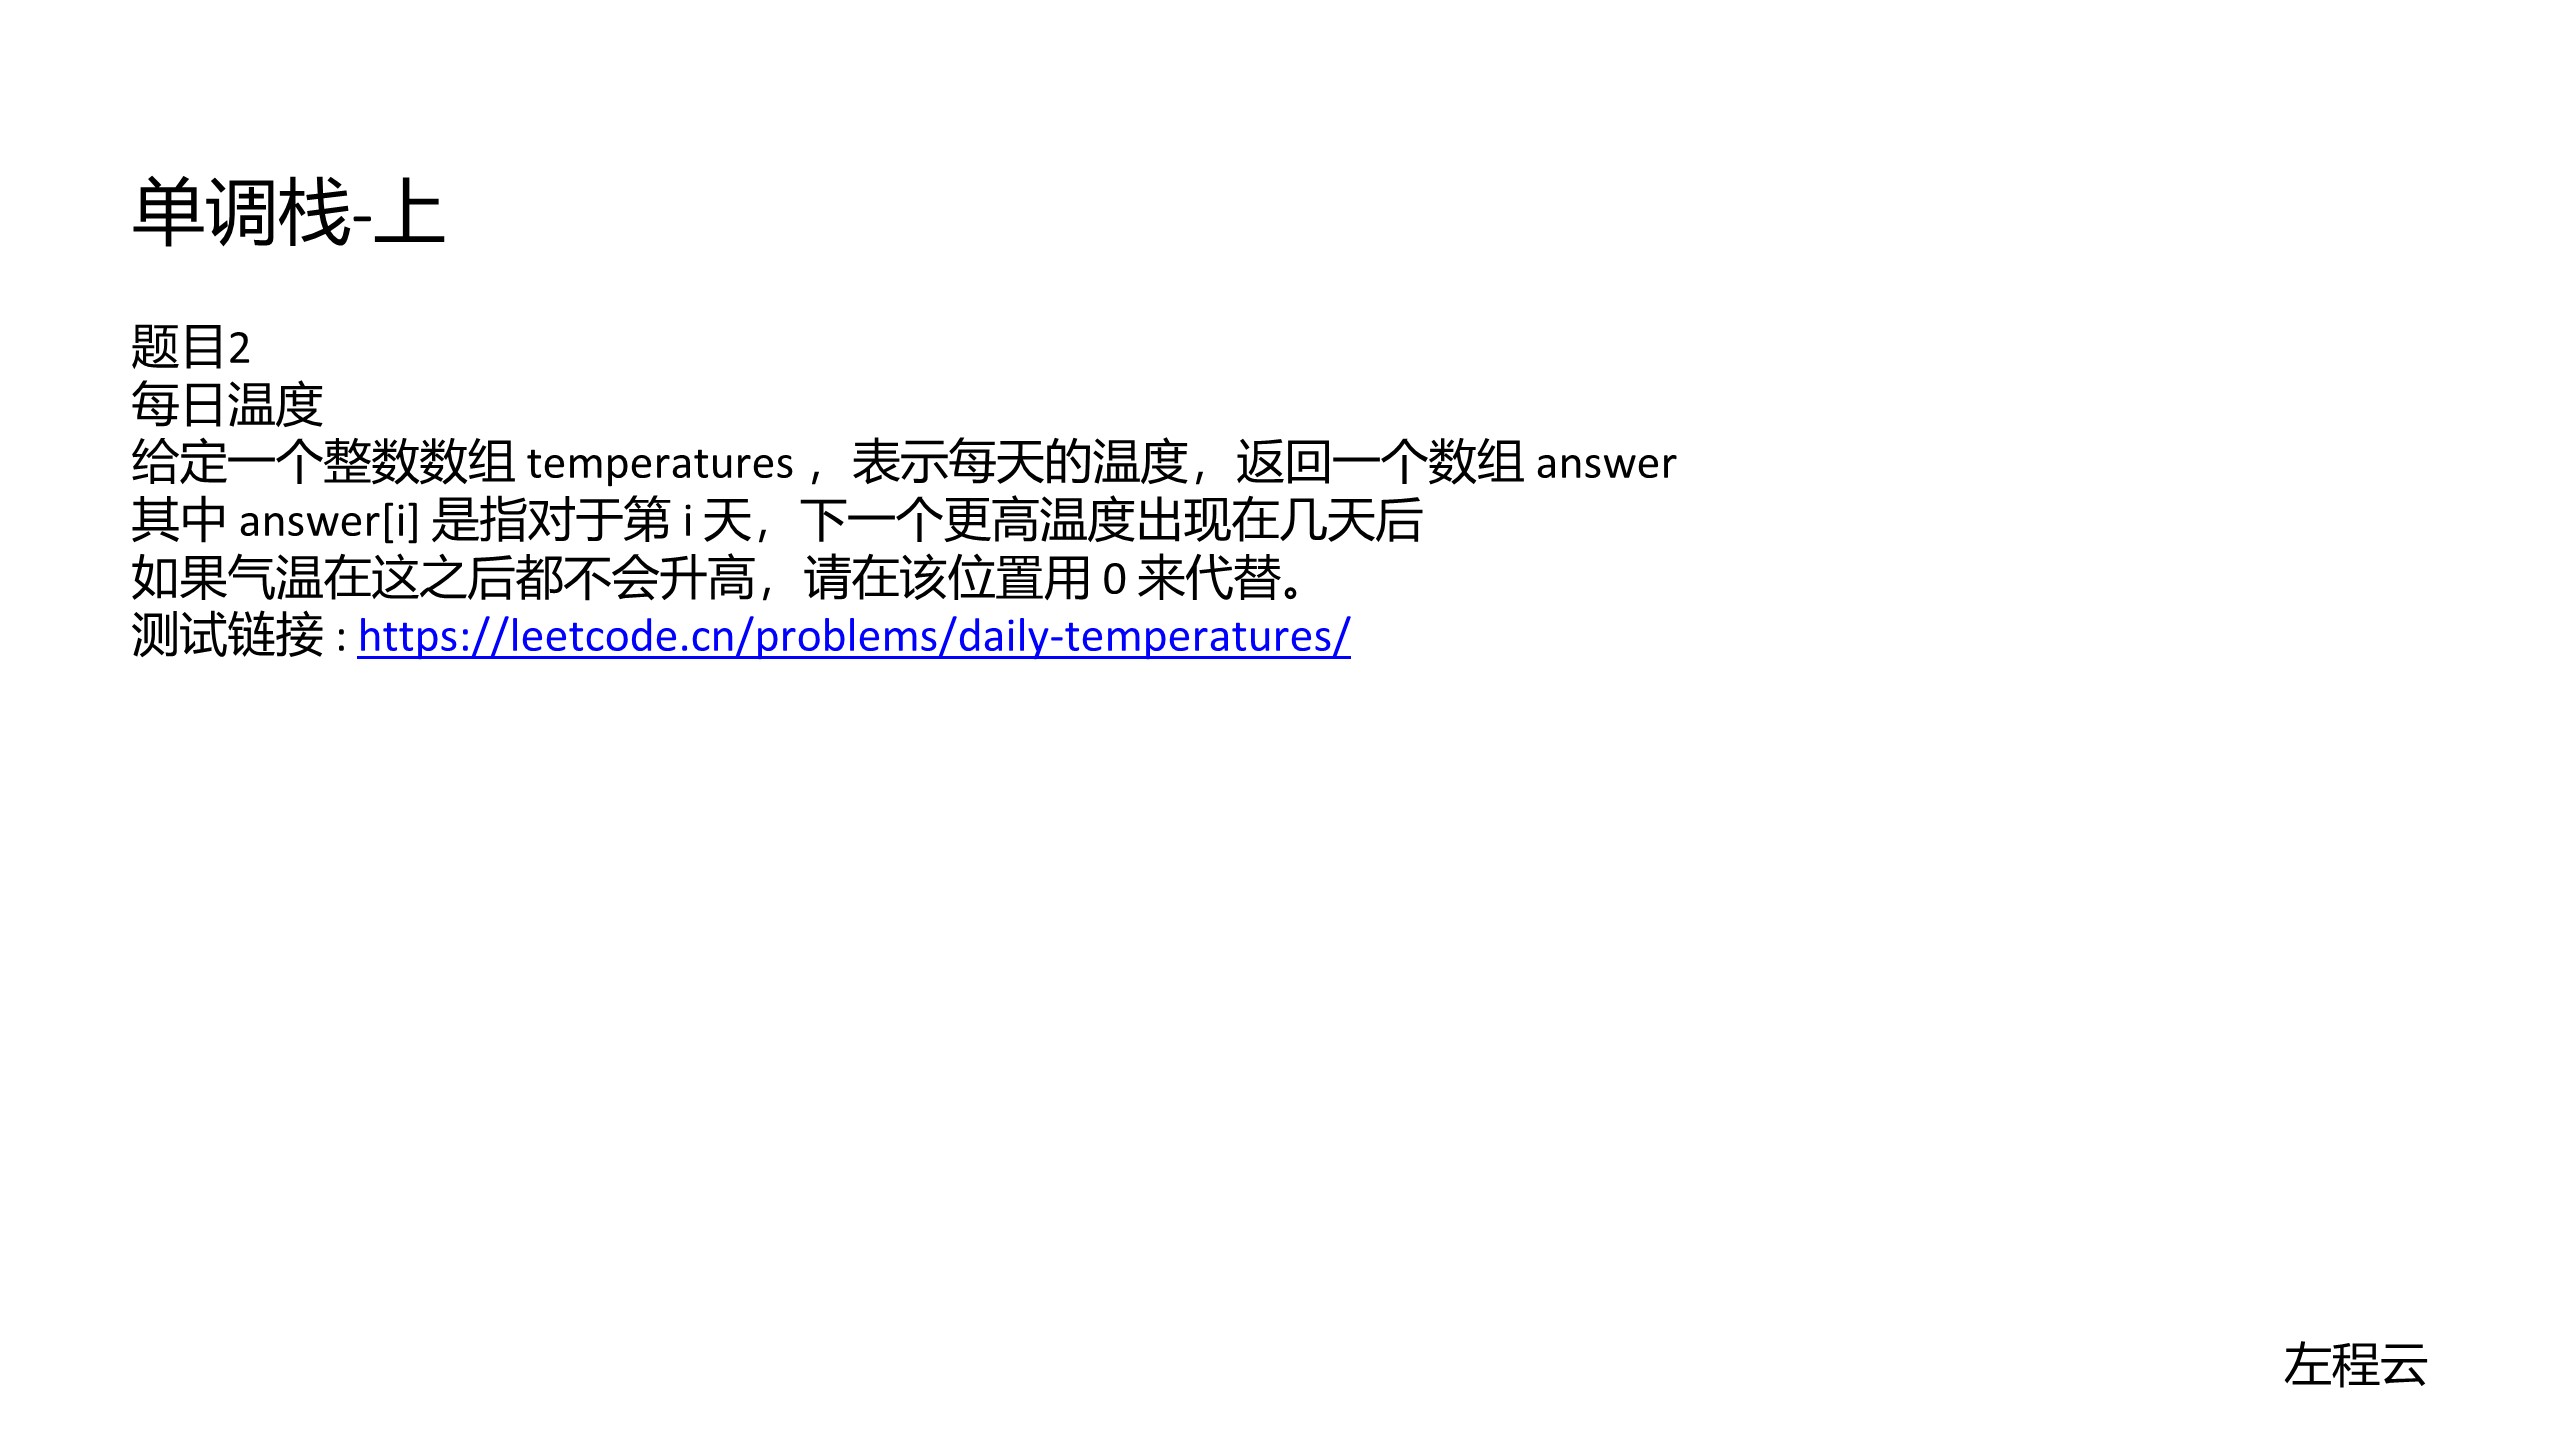 单调栈-上
题目2
每日温度
给定一个整数数组 temperatures ，表示每天的温度，返回一个数组 answer
其中 answer[i] 是指对于第 i 天，下一个更高温度出现在几天后
如果气温在这之后都不会升高，请在该位置用 0 来代替。
测试链接 : https://leetcode.cn/problems/daily-temperatures/
左程云